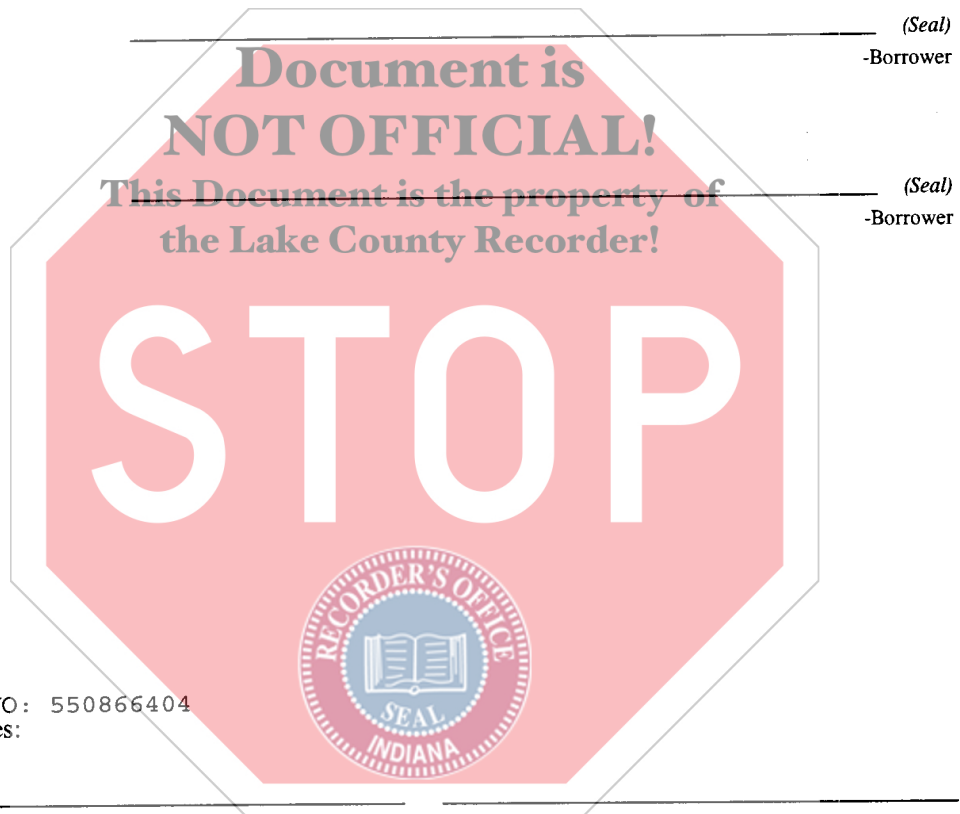 (Seal)
-Borrower
Document is
NOT OFFICIAL!
This Document is the property of
the Lake County Recorder!
(Seal)
-Borrower
STOP
RECORDER'S OFFICE
SEAL
INDIANA
O: 550866404
es: